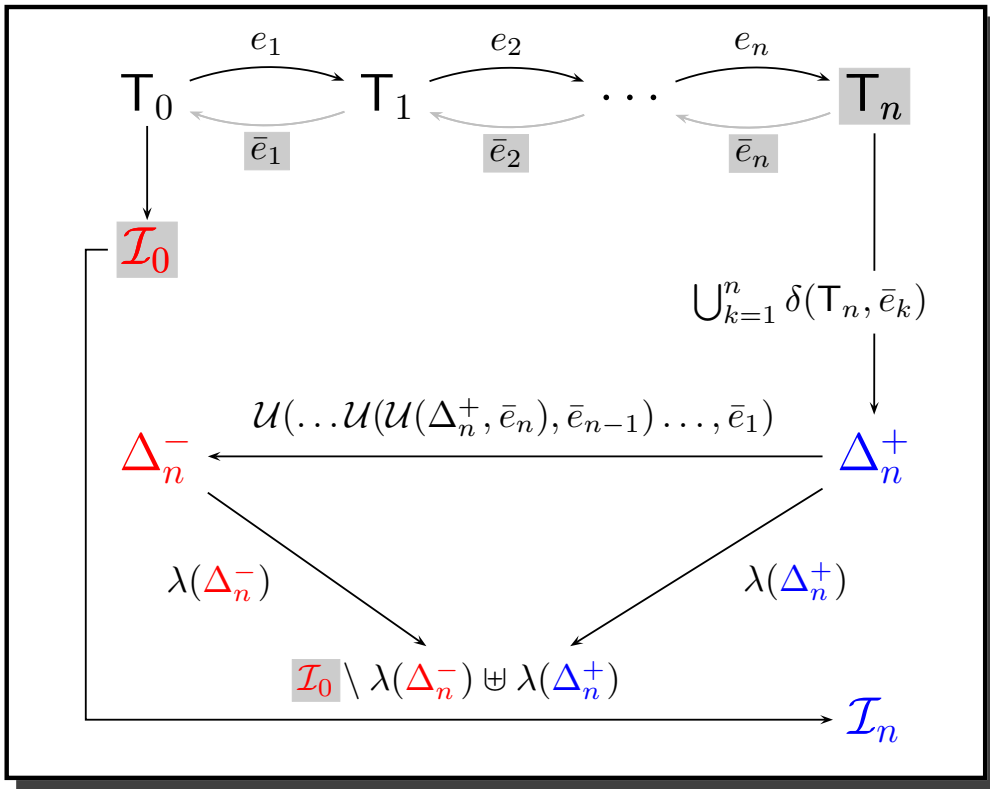 e₁ e₂ eₙ
T₀ T₁ ⋯ Tₙ
ē₁ ē₂ ēₙ
ℐ₀
⋃ₖ₌₁ⁿ δ(Tₙ, ēₖ)
𝒰(…𝒰(𝒰(Δₙ⁺, ēₙ), ēₙ₋₁)…, ē₁)
Δₙ⁻ Δₙ⁺
λ(Δₙ⁻) λ(Δₙ⁺)
ℐ₀ \ λ(Δₙ⁻) ⊎ λ(Δₙ⁺)
ℐₙ